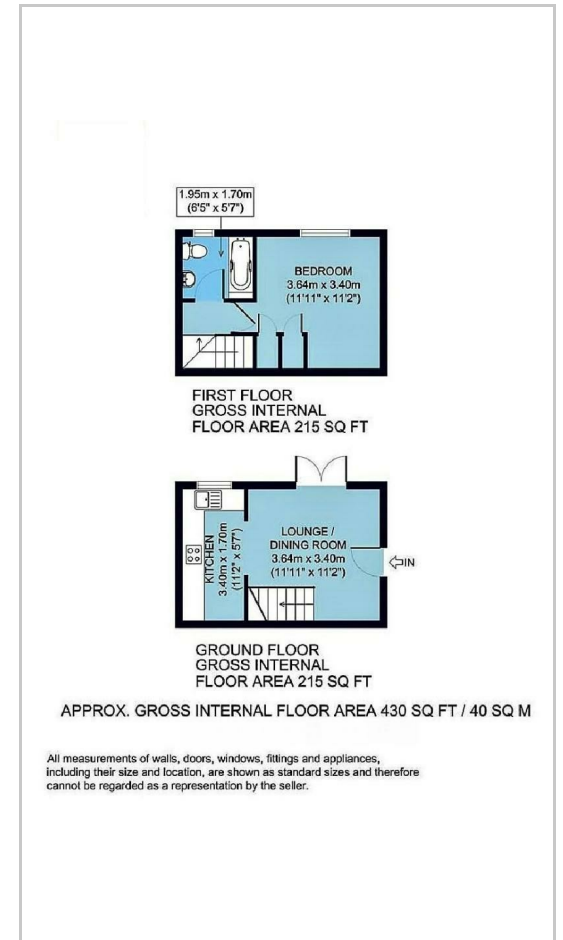 1.95m x 1.70m
(6'5" x 5'7")
BEDROOM
3.64m x 3.40m
(11'11" x 11'2")
FIRST FLOOR
GROSS INTERNAL
FLOOR AREA 215 SQ FT
KITCHEN
3.40m x 1.70m
(11'2" x 5'7")
LOUNGE /
DINING ROOM
3.64m x 3.40m
(11'11" x 11'2")
IN
GROUND FLOOR
GROSS INTERNAL
FLOOR AREA 215 SQ FT
APPROX. GROSS INTERNAL FLOOR AREA 430 SQ FT / 40 SQ M
All measurements of walls, doors, windows, fittings and appliances,
including their size and location, are shown as standard sizes and therefore
cannot be regarded as a representation by the seller.